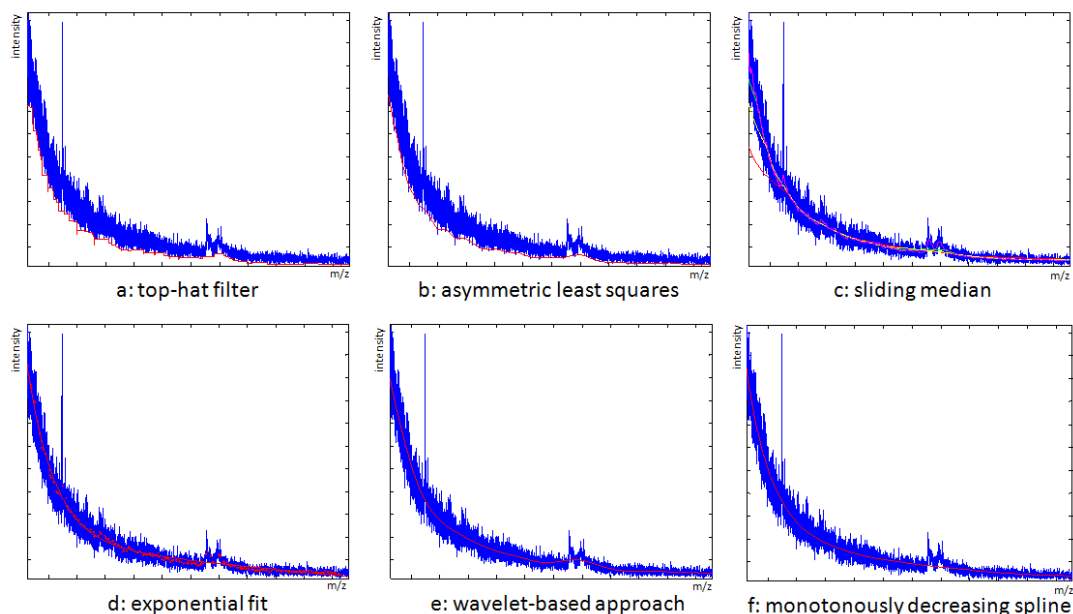 intensity
m/z
a: top-hat filter
intensity
m/z
b: asymmetric least squares
intensity
m/z
c: sliding median
intensity
m/z
d: exponential fit
intensity
m/z
e: wavelet-based approach
intensity
m/z
f: monotonously decreasing spline